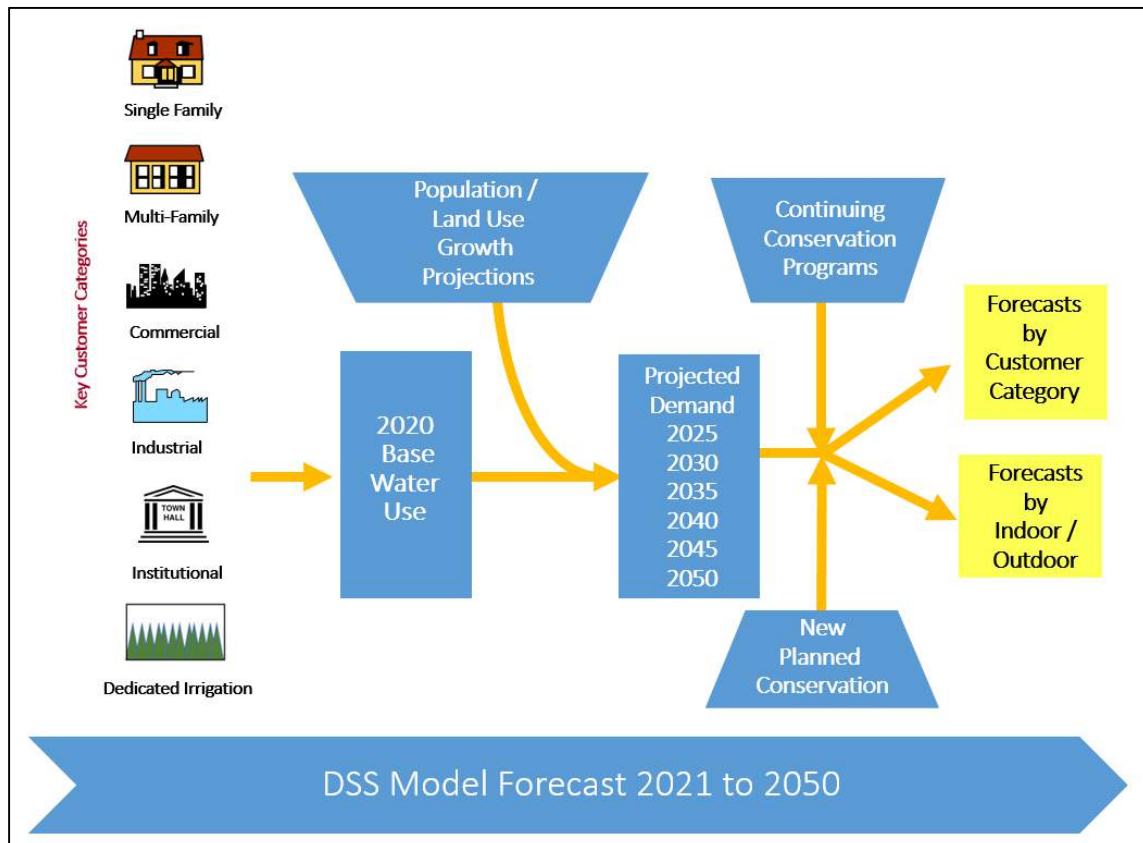 Key Customer Categories
Single Family
Multi-Family
Commercial
Industrial
TOWN
HALL
Institutional
Dedicated Irrigation
2020
Base
Water
Use
Population /
Land Use
Growth
Projections
Projected
Demand
2025
2030
2035
2040
2045
2050
Continuing
Conservation
Programs
New
Planned
Conservation
Forecasts
by
Customer
Category
Forecasts
by
Indoor /
Outdoor
DSS Model Forecast 2021 to 2050